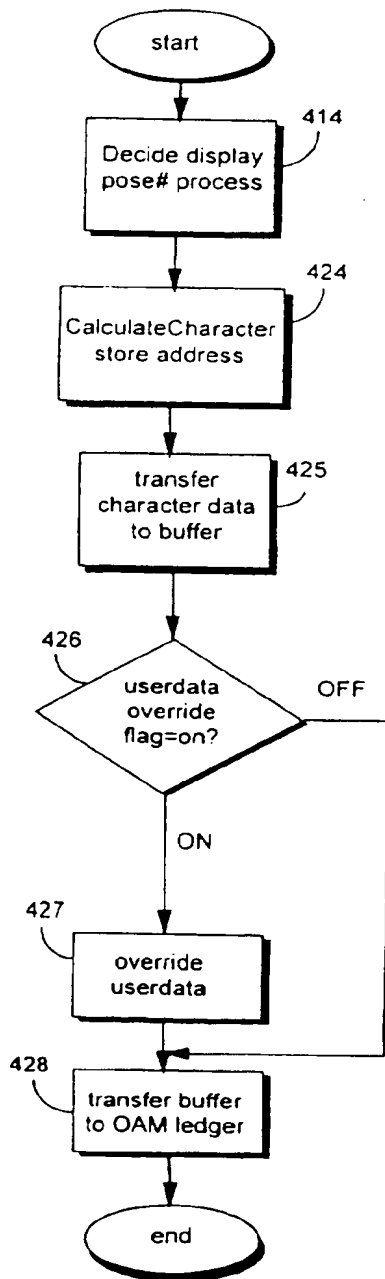 start
414
Decide display
pose# process
424
CalculateCharacter
store address
425
transfer
character data
to buffer
426
userdata
override
flag=on?
OFF
ON
427
override
userdata
428
transfer buffer
to OAM ledger
end